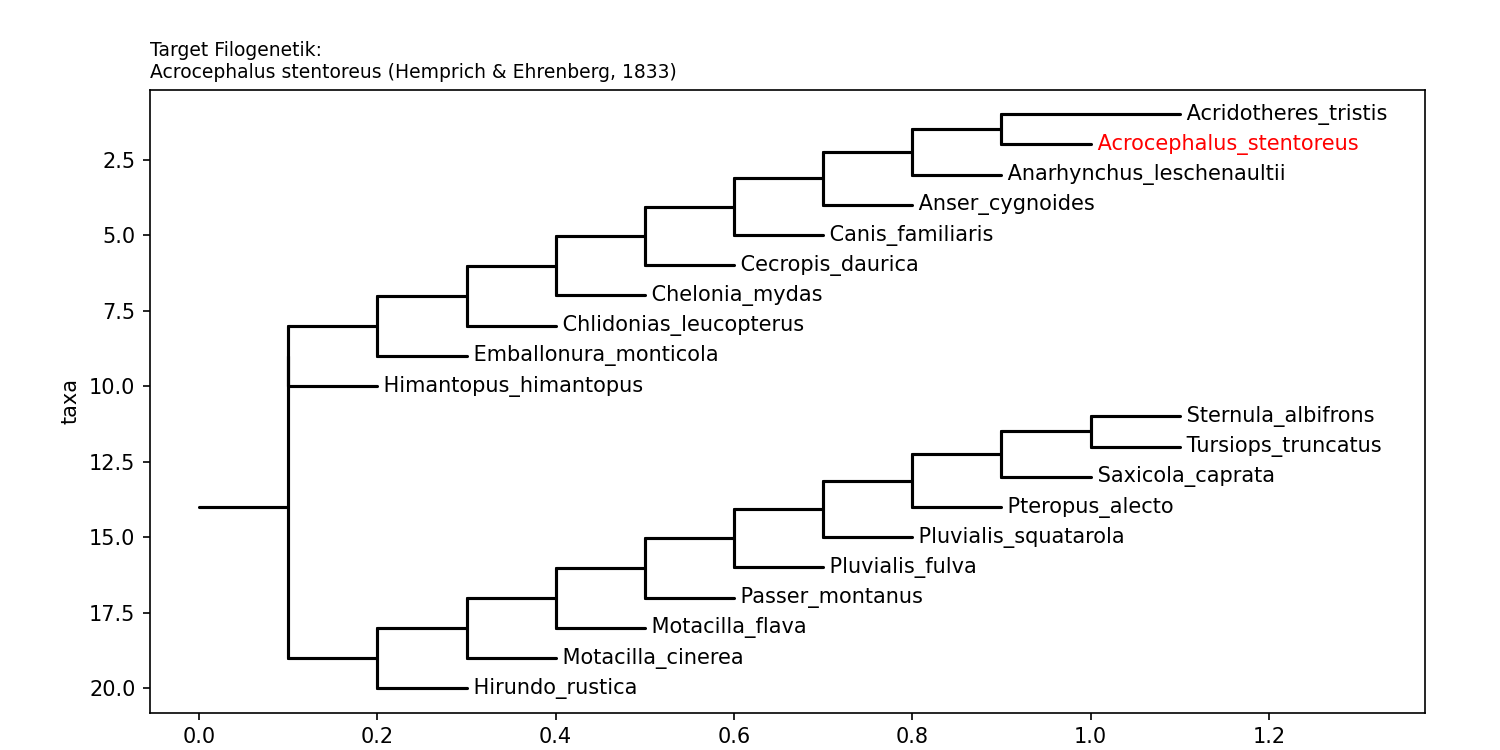 Target Filogenetik:
Acrocephalus stentoreus (Hemprich & Ehrenberg, 1833)
Acridotheres_tristis
Acrocephalus_stentoreus
2.5
Anarhynchus_leschenaultii
Anser_cygnoides
5.0
Canis_familiaris
Cecropis_daurica
Chelonia_mydas
7.5
Chlidonias_leucopterus
Emballonura_monticola
10.0
Himantopus_himantopus
taxa
Sternula_albifrons
Tursiops_truncatus
12.5
Saxicola_caprata
Pteropus_alecto
15.0
Pluvialis_squatarola
Pluvialis_fulva
Passer_montanus
17.5
Motacilla_flava
Motacilla_cinerea
20.0
Hirundo_rustica
0.0 0.2 0.4 0.6 0.8 1.0 1.2